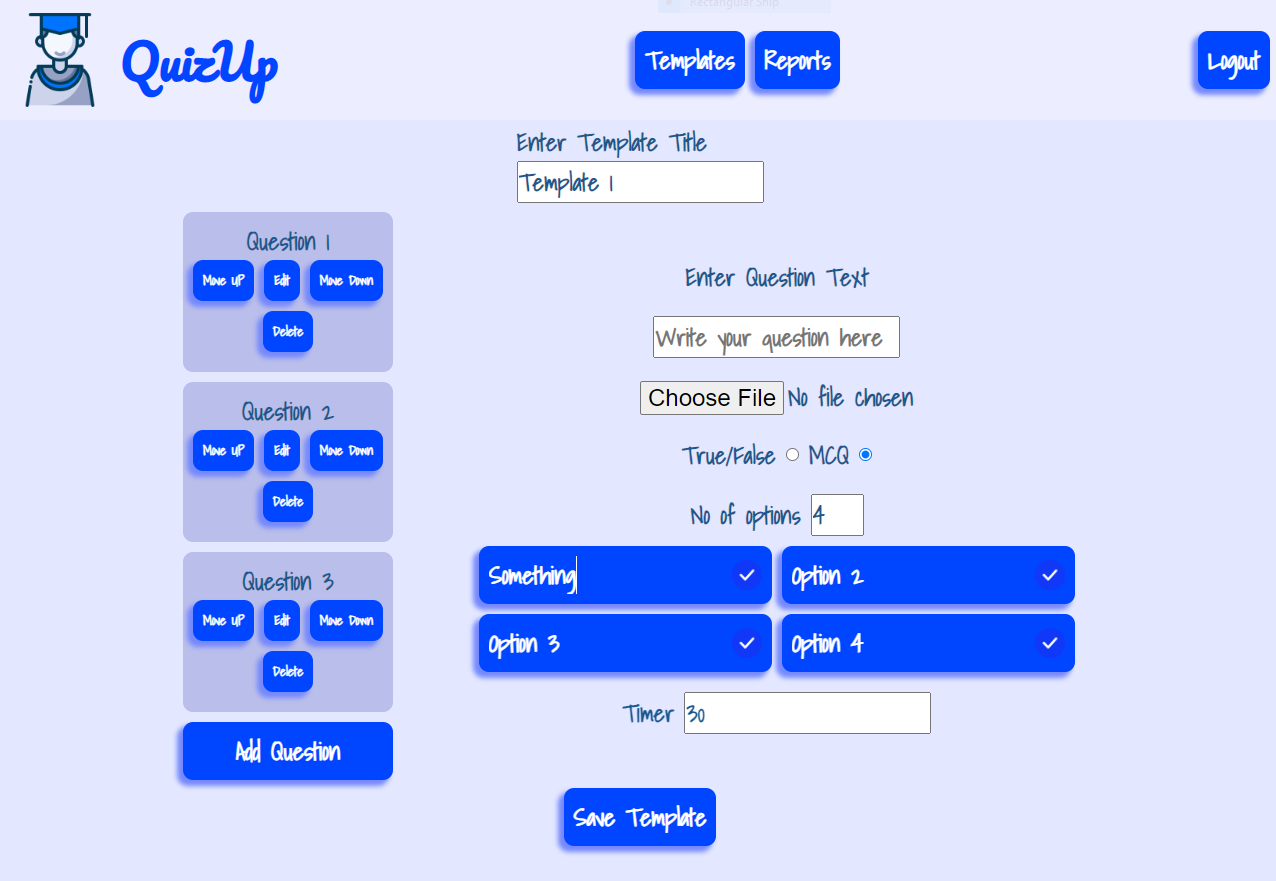 Rectangular Snip
QuizUp
Templates Reports
Logout
Enter Template Title
Template 1
Question 1
Move UP Edit Move Down
Delete
Question 2
Move UP Edit Move Down
Delete
Question 3
Move UP Edit Move Down
Delete
Add Question
Enter Question Text
Write your question here
Choose File No file chosen
True/False MCQ
No of options 4
Something Option 2
Option 3 Option 4
Timer 30
Save Template